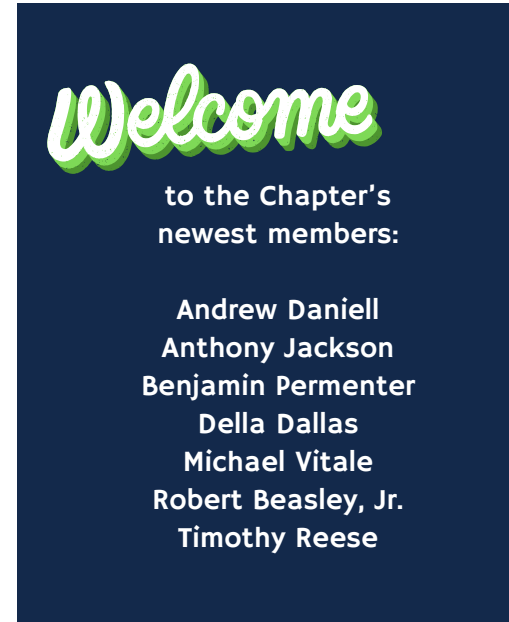 Welcome
to the Chapter's
newest members:
Andrew Daniell
Anthony Jackson
Benjamin Permenter
Della Dallas
Michael Vitale
Robert Beasley, Jr.
Timothy Reese